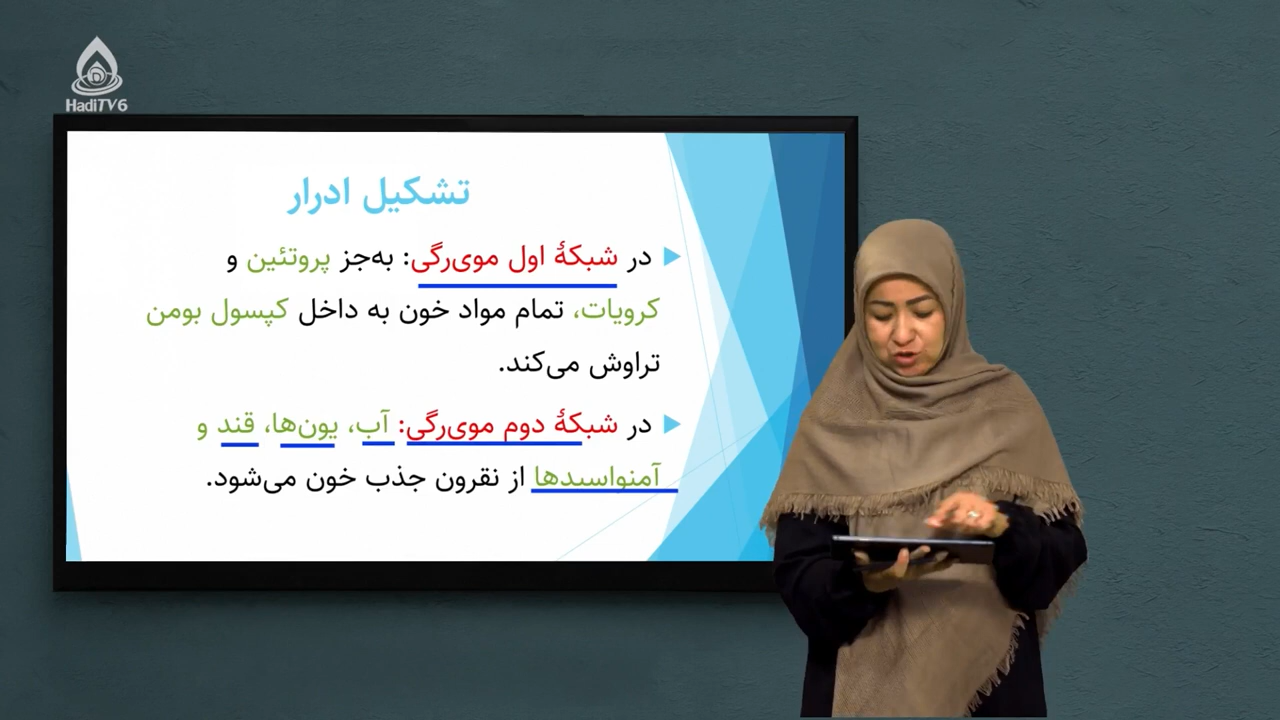 HadiTV6
تشکیل ادرار
در شبکهٔ اول موی‌رگی: به‌جز پروتئین و
کرویات، تمام مواد خون به داخل کپسول بومن
تراوش می‌کند.
در شبکهٔ دوم موی‌رگی: آب، یون‌ها، قند و
آمنواسیدها از نقرون جذب خون می‌شود.